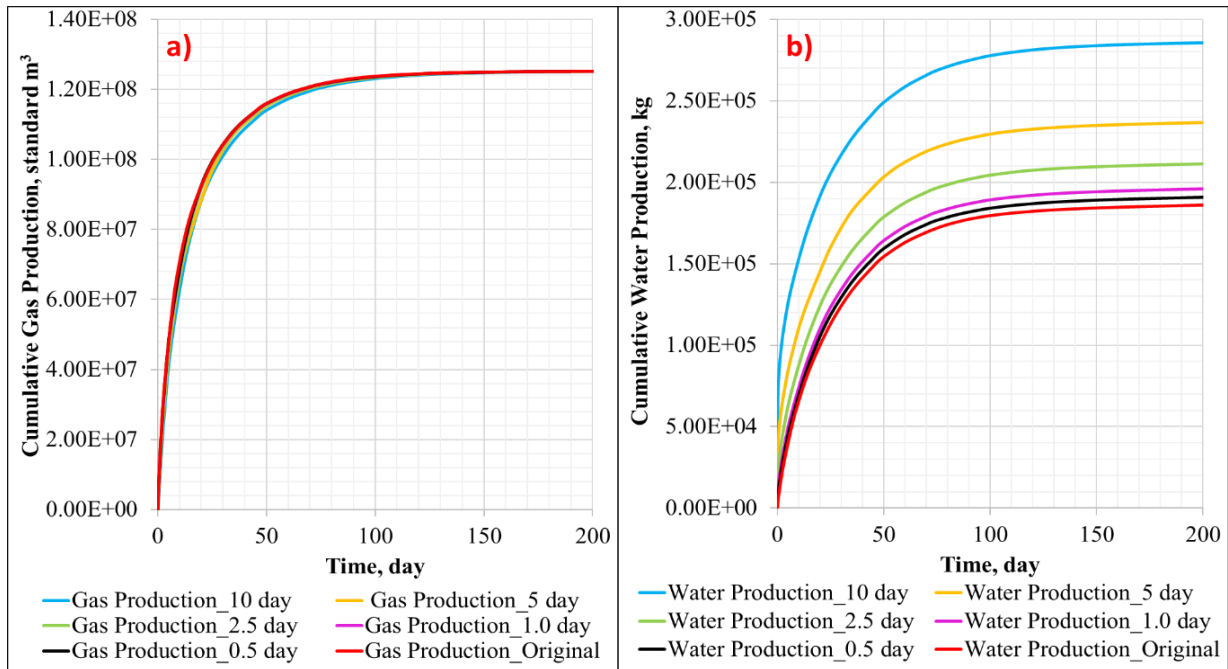 a)
Cumulative Gas Production, standard m³
1.40E+08
1.20E+08
1.00E+08
8.00E+07
6.00E+07
4.00E+07
2.00E+07
0.00E+00
0
50
100
150
200
Time, day
Gas Production_10 day
Gas Production_5 day
Gas Production_2.5 day
Gas Production_1.0 day
Gas Production_0.5 day
Gas Production_Original
b)
Cumulative Water Production, kg
3.00E+05
2.50E+05
2.00E+05
1.50E+05
1.00E+05
5.00E+04
0.00E+00
0
50
100
150
200
Time, day
Water Production_10 day
Water Production_5 day
Water Production_2.5 day
Water Production_1.0 day
Water Production_0.5 day
Water Production_Original